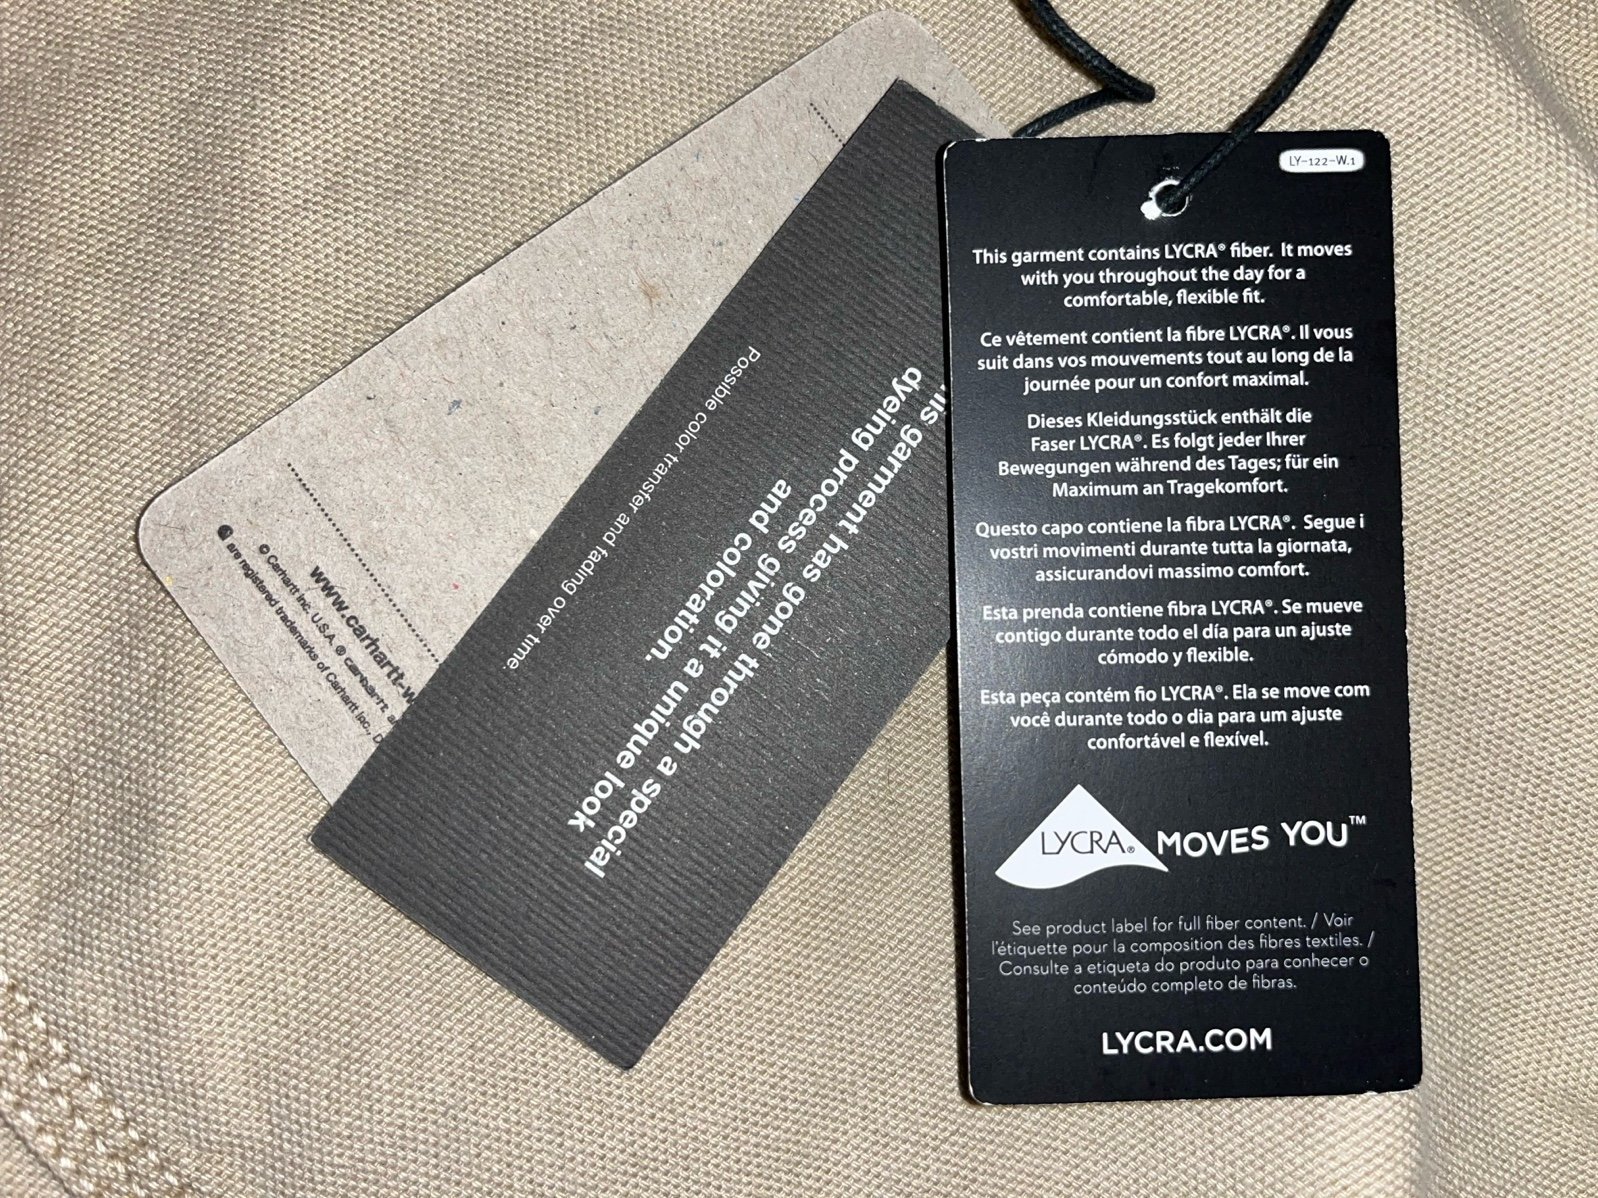 www.carhartt-w
© Carhartt Inc. U.S.A. ® carhartt. a
are registered trademarks of Carhartt Inc. D
his garment has gone through a special
dyeing process giving it a unique look
and coloration.
Possible color transfer and fading over time.
LY-122-W.1
This garment contains LYCRA® fiber. It moves
with you throughout the day for a
comfortable, flexible fit.
Ce vêtement contient la fibre LYCRA®. Il vous
suit dans vos mouvements tout au long de la
journée pour un confort maximal.
Dieses Kleidungsstück enthält die
Faser LYCRA®. Es folgt jeder Ihrer
Bewegungen während des Tages; für ein
Maximum an Tragekomfort.
Questo capo contiene la fibra LYCRA®. Segue i
vostri movimenti durante tutta la giornata,
assicurandovi massimo comfort.
Esta prenda contiene fibra LYCRA®. Se mueve
contigo durante todo el día para un ajuste
cómodo y flexible.
Esta peça contém fio LYCRA®. Ela se move com
você durante todo o dia para um ajuste
confortável e flexível.
LYCRA® MOVES YOU™
See product label for full fiber content. / Voir
l'étiquette pour la composition des fibres textiles. /
Consulte a etiqueta do produto para conhecer o
conteúdo completo de fibras.
LYCRA.COM